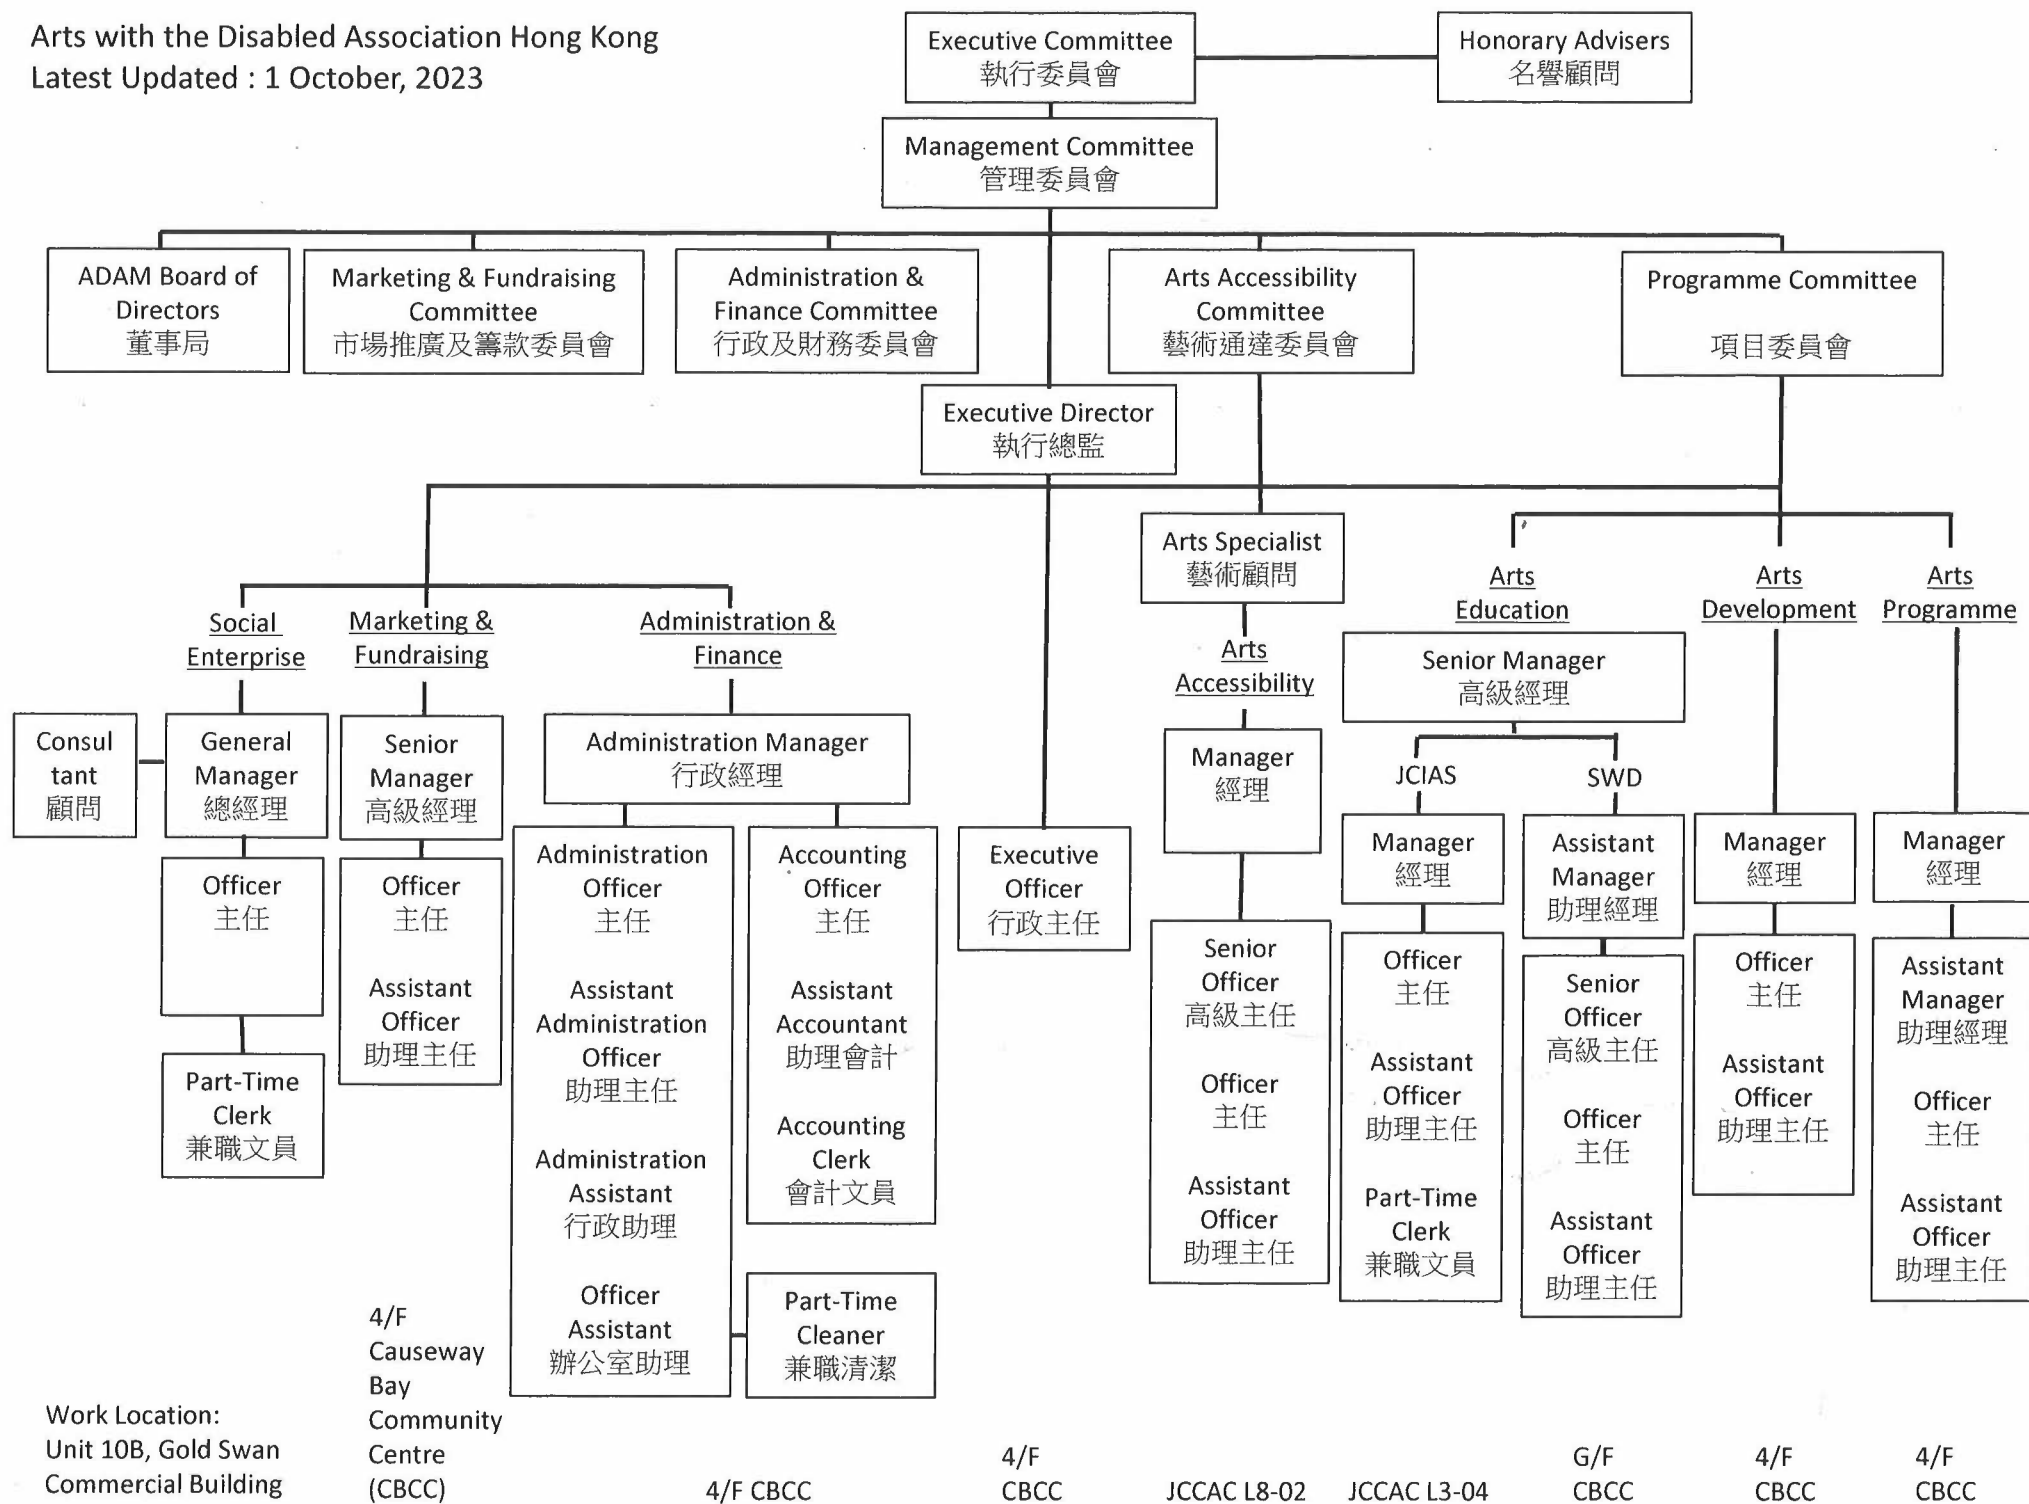 Arts with the Disabled Association Hong Kong
Latest Updated : 1 October, 2023
Executive Committee
執行委員會
Honorary Advisers
名譽顧問
Management Committee
管理委員會
ADAM Board of
Directors
董事局
Marketing & Fundraising
Committee
市場推廣及籌款委員會
Administration &
Finance Committee
行政及財務委員會
Arts Accessibility
Committee
藝術通達委員會
Programme Committee
項目委員會
Executive Director
執行總監
Social
Enterprise
Consul
tant
顧問
General
Manager
總經理
Officer
主任
Part-Time
Clerk
兼職文員
Marketing &
Fundraising
Senior
Manager
高級經理
Officer
主任
Assistant
Officer
助理主任
Administration &
Finance
Administration Manager
行政經理
Administration
Officer
主任
Assistant
Administration
Officer
助理主任
Administration
Assistant
行政助理
Officer
Assistant
辦公室助理
Accounting
Officer
主任
Assistant
Accountant
助理會計
Accounting
Clerk
會計文員
Part-Time
Cleaner
兼職清潔
Executive
Officer
行政主任
Arts Specialist
藝術顧問
Arts
Accessibility
Manager
經理
Senior
Officer
高級主任
Officer
主任
Assistant
Officer
助理主任
Arts
Education
Senior Manager
高級經理
JCIAS
Manager
經理
Officer
主任
Assistant
Officer
助理主任
Part-Time
Clerk
兼職文員
SWD
Assistant
Manager
助理經理
Senior
Officer
高級主任
Officer
主任
Assistant
Officer
助理主任
Arts
Development
Manager
經理
Officer
主任
Assistant
Officer
助理主任
Arts
Programme
Manager
經理
Assistant
Manager
助理經理
Officer
主任
Assistant
Officer
助理主任
Work Location:
Unit 10B, Gold Swan
Commercial Building
4/F
Causeway
Bay
Community
Centre
(CBCC)
4/F CBCC
4/F
CBCC
JCCAC L8-02
JCCAC L3-04
G/F
CBCC
4/F
CBCC
4/F
CBCC